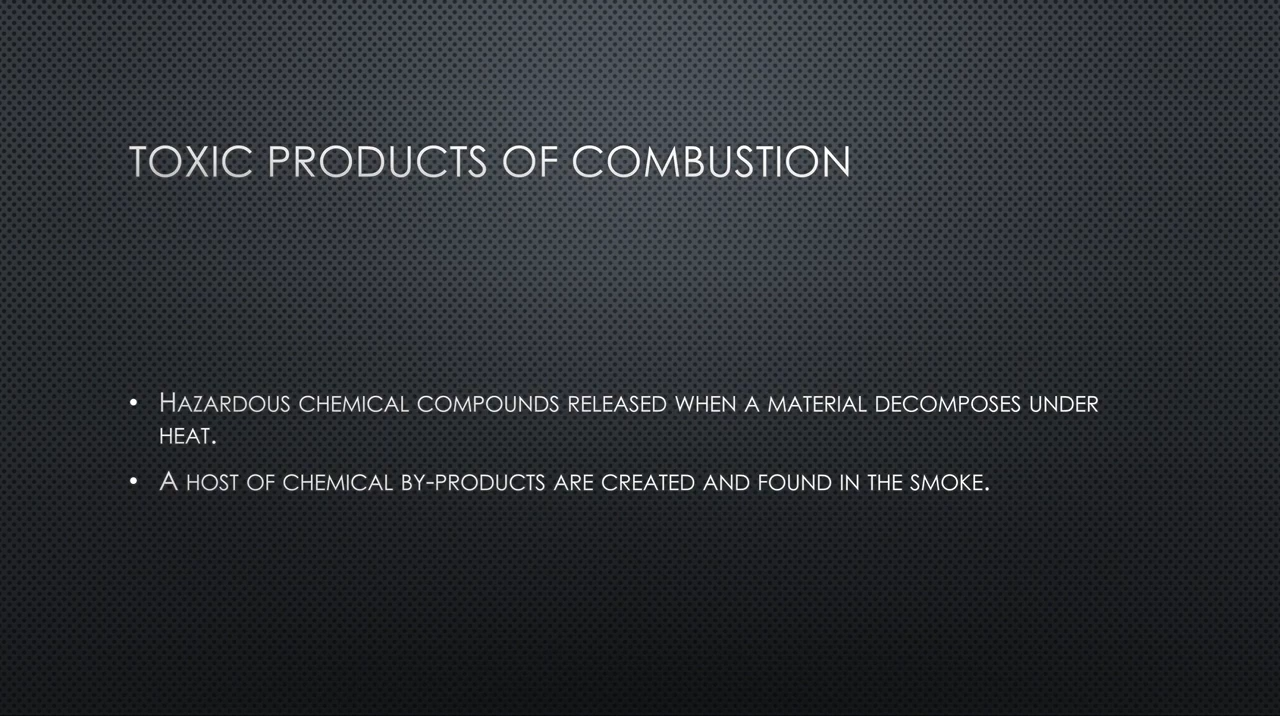 TOXIC PRODUCTS OF COMBUSTION
• Hazardous chemical compounds released when a material decomposes under
heat.
• A host of chemical by-products are created and found in the smoke.